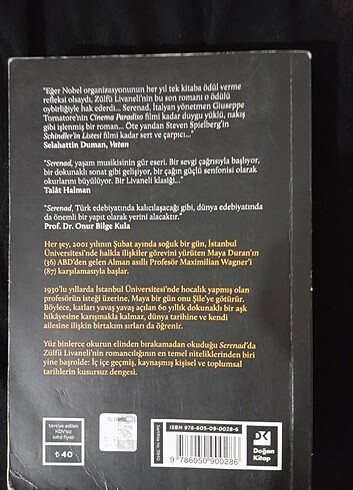 "Eğer Nobel organizasyonunun her yıl tek kitaba ödül verme
refleksi olsaydı, Zülfü Livaneli'nin bu son romanı o ödülü
oybirliğiyle hak ederdi... Serenad, İtalyan yönetmen Giuseppe
Tornatore'nin Cinema Paradiso filmi kadar duygu yüklü, nakış
gibi işlenmiş bir roman... Öte yandan Steven Spielberg'in
Schindler'in Listesi filmi kadar sert ve çarpıcı..."
Selahattin Duman, Vatan
"Serenad, yaşam musikisinin gür eseri. Bir sevgi çağrısıyla başlıyor,
bir dokunaklı sonat gibi gelişiyor, bir çağın güçlü senfonisi olarak
okurlarını büyülüyor. Bir Livaneli klasiği..."
Talât Halman
"Serenad, Türk edebiyatında kalıcılaşacağı gibi, dünya edebiyatında
da önemli bir yapıt olarak yerini alacaktır."
Prof. Dr. Onur Bilge Kula
Her şey, 2001 yılının Şubat ayında soğuk bir gün, İstanbul
Üniversitesi'nde halkla ilişkiler görevini yürüten Maya Duran'ın
(36) ABD'den gelen Alman asıllı Profesör Maximilian Wagner'i
(87) karşılamasıyla başlar.
1930'lu yıllarda İstanbul Üniversitesi'nde hocalık yapmış olan
profesörün isteği üzerine, Maya bir gün onu Şile'ye götürür.
Böylece, katları yavaş yavaş açılan 60 yıllık dokunaklı bir aşk
hikâyesine karışmakla kalmaz, dünya tarihine ve kendi
ailesine ilişkin birtakım sırları da öğrenir.
Yüz binlerce okurun elinden bırakamadan okuduğu Serenad'da
Zülfü Livaneli'nin romancılığının en temel niteliklerinden biri
yine başrolde: İç içe geçmiş, kaynaşmış kişisel ve toplumsal
tarihlerin kusursuz dengesi.
tavsiye edilen
KDV'siz
satış fiyatı
₺40
ISBN 978-605-09-0028-6
9 786050 900286
DK
Doğan
Kitap